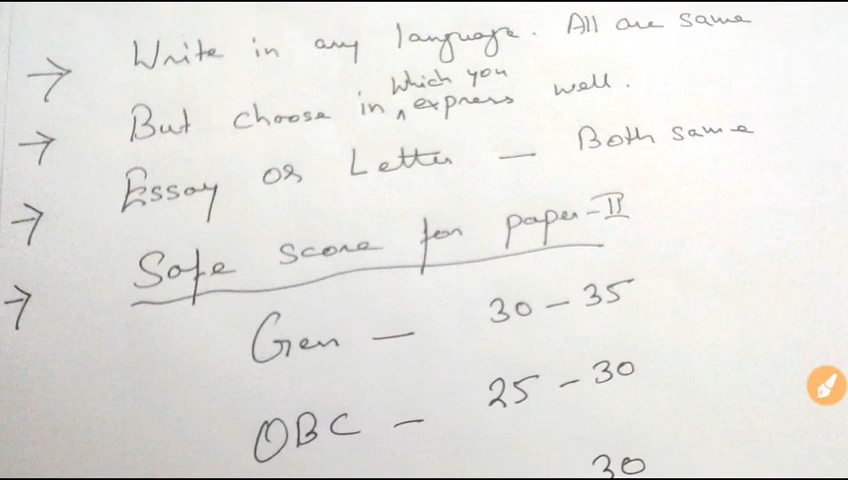 → Write in any language. All are same
→ But choose in which you express well.
→ Essay or Letter — Both same
→ Safe score for paper-II
Gen — 30 – 35
OBC — 25 – 30
30